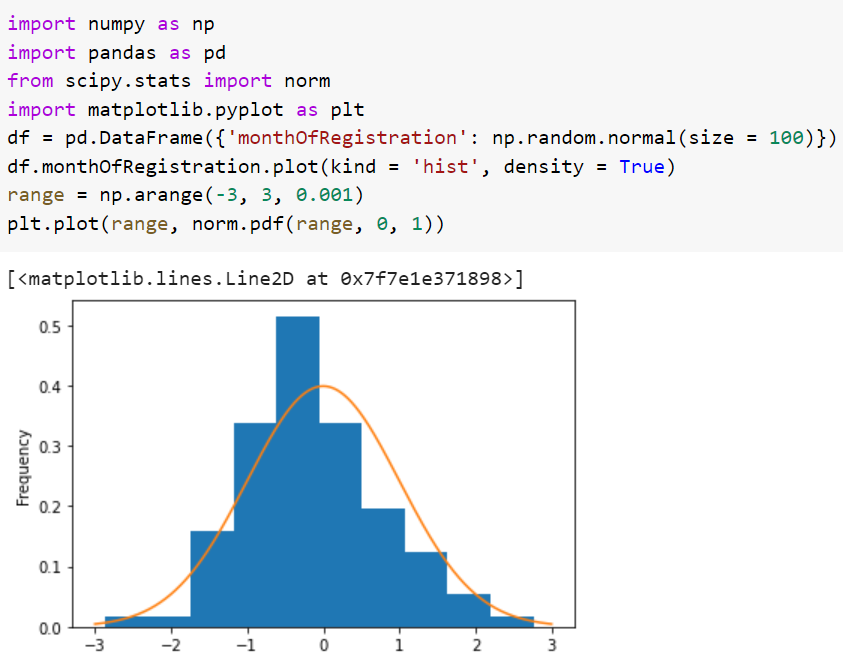 import numpy as np
import pandas as pd
from scipy.stats import norm
import matplotlib.pyplot as plt
df = pd.DataFrame({'monthOfRegistration': np.random.normal(size = 100)})
df.monthOfRegistration.plot(kind = 'hist', density = True)
range = np.arange(-3, 3, 0.001)
plt.plot(range, norm.pdf(range, 0, 1))
[<matplotlib.lines.Line2D at 0x7f7e1e371898>]
0.5
0.4
0.3
0.2
0.1
0.0
Frequency
−3 −2 −1 0 1 2 3